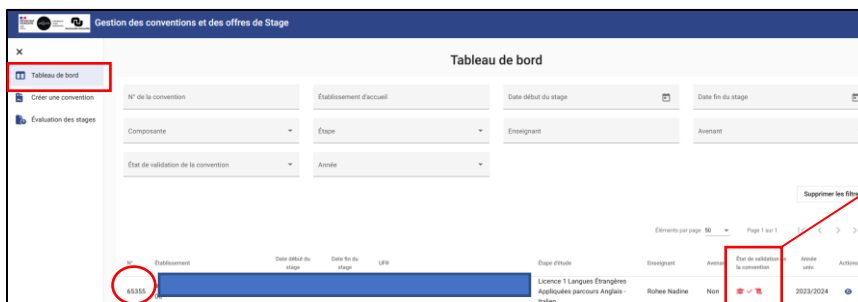 Gestion des conventions et des offres de Stage
×
Tableau de bord
Tableau de bord
Créer une convention
Évaluation des stages
N° de la convention
Établissement d'accueil
Date début du stage
Date fin du stage
Composante
Étape
Enseignant
Avenant
État de validation de la convention
Année
Supprimer les filtre
Éléments par page 50 Page 1 sur 1
N° Établissement Date début du stage Date fin du stage UFR Étape d'étude Enseignant Avenant État de validation de la convention Année univ. Actions
65355 Licence 1 Langues Étrangères
Appliquées parcours Anglais -
Italien
Rohee Nadine Non 2023/2024